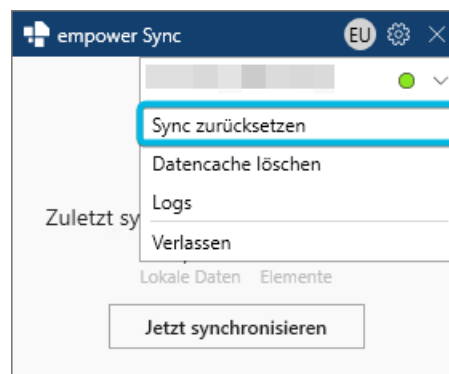 empower Sync EU
Sync zurücksetzen
Datencache löschen
Logs
Zuletzt sy
Verlassen
Lokale Daten Elemente
Jetzt synchronisieren